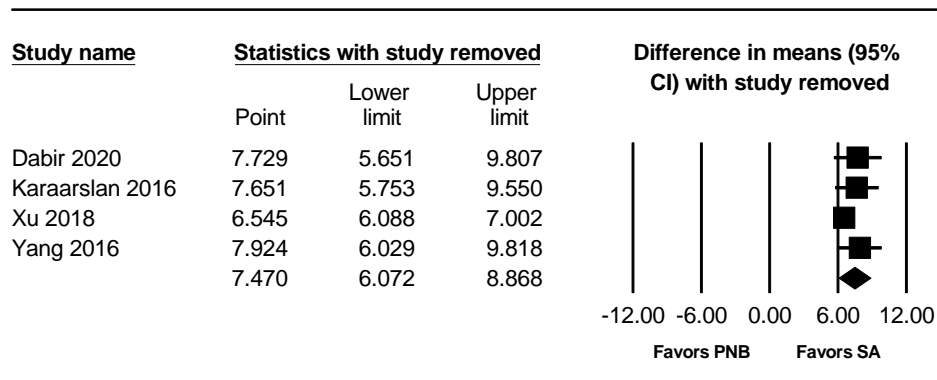 Study name Statistics with study removed Difference in means (95% CI) with study removed
Point Lower limit Upper limit
Dabir 2020 7.729 5.651 9.807
Karaarslan 2016 7.651 5.753 9.550
Xu 2018 6.545 6.088 7.002
Yang 2016 7.924 6.029 9.818
7.470 6.072 8.868
-12.00 -6.00 0.00 6.00 12.00
Favors PNB Favors SA